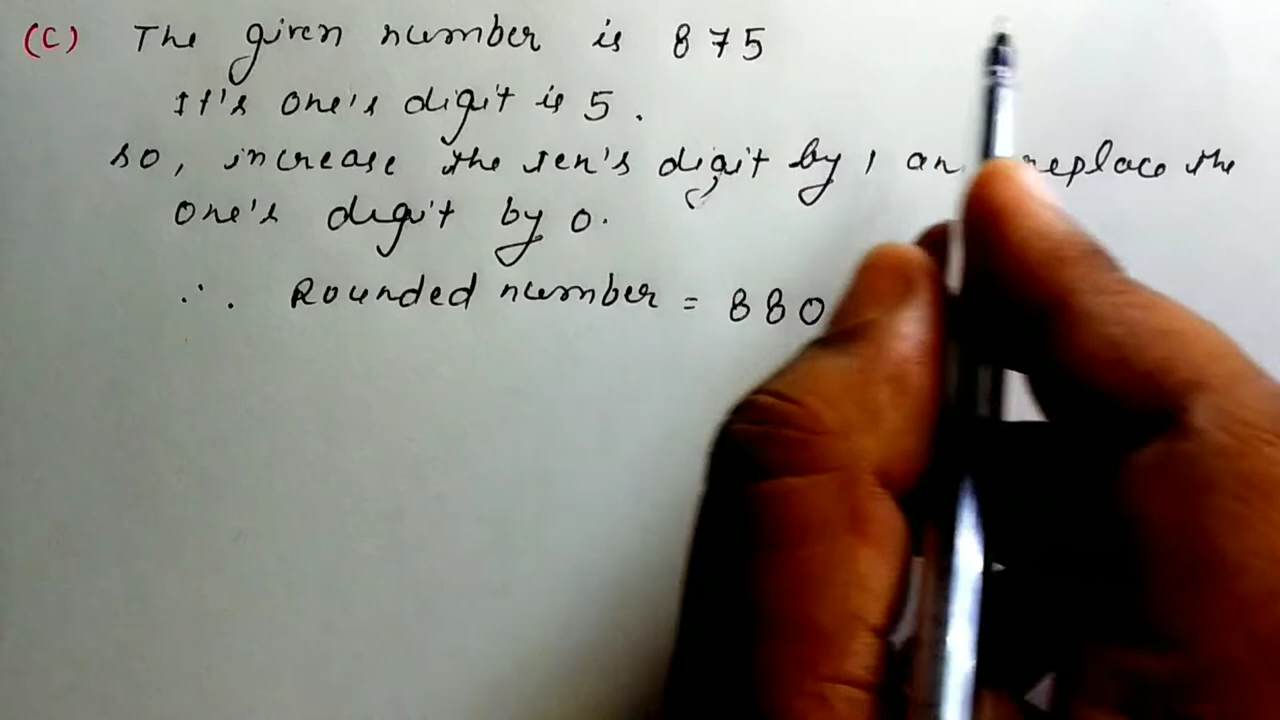 (C) The given number is 875
It's one's digit is 5.
so, increase the ten's digit by 1 an replace the
one's digit by 0.
∴. Rounded number = 880